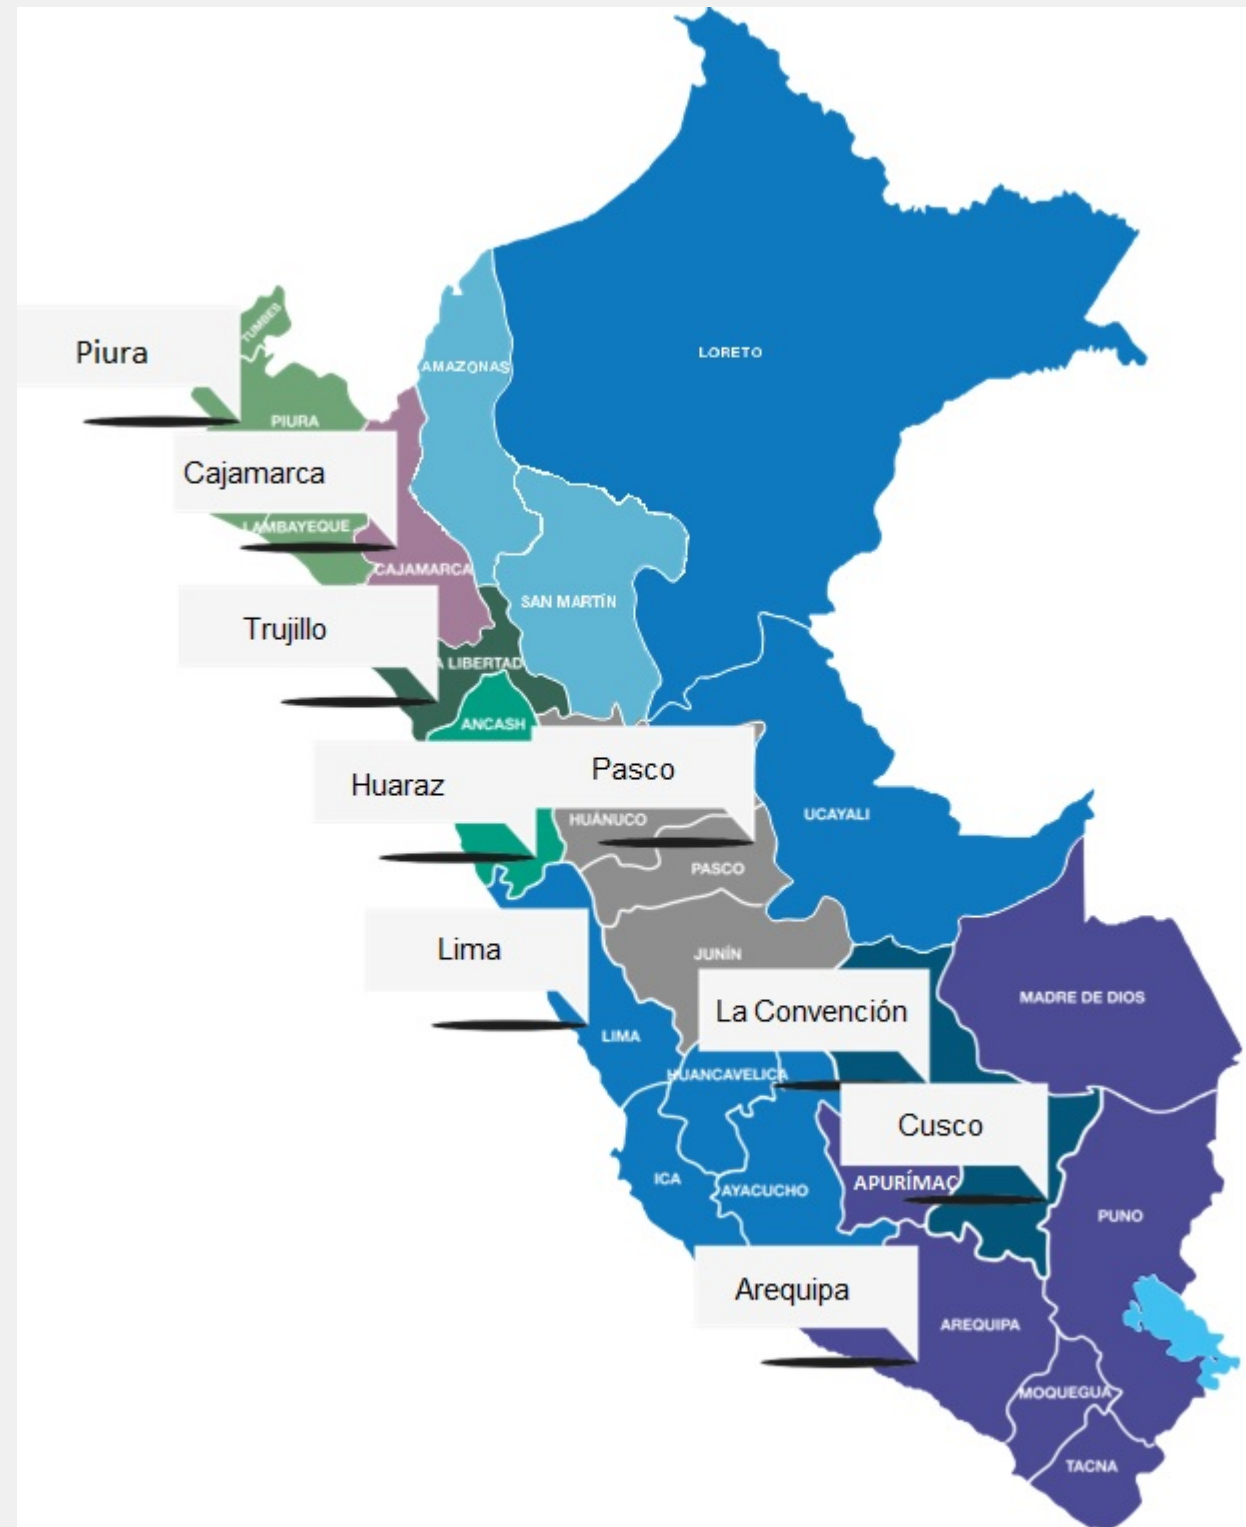 LORETO
TUMBES
Piura
AMAZONAS
PIURA
Cajamarca
LAMBAYEQUE
CAJAMARCA
SAN MARTÍN
Trujillo
A LIBERTAD
ANCASH
Pasco
Huaraz
HUÁNUCO
UCAYALI
PASCO
Lima
JUNÍN
MADRE DE DIOS
La Convención
LIMA
HUANCAVELICA
Cusco
ICA
AYACUCHO
APURÍMAC
PUNO
Arequipa
AREQUIPA
MOQUEGUA
TACNA